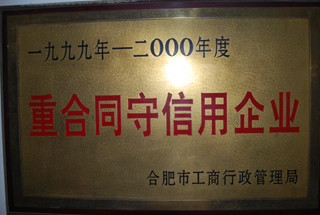 一九九九年—二000年度
重合同守信用企业
合肥市工商行政管理局